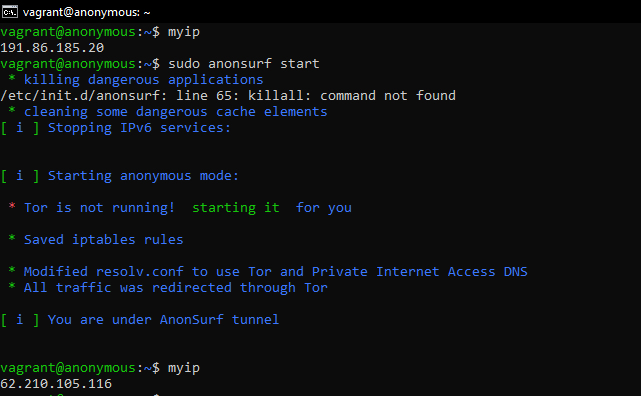 vagrant@anonymous: ~
vagrant@anonymous:~$ myip
191.86.185.20
vagrant@anonymous:~$ sudo anonsurf start
* killing dangerous applications
/etc/init.d/anonsurf: line 65: killall: command not found
* cleaning some dangerous cache elements
[ i ] Stopping IPv6 services:
[ i ] Starting anonymous mode:
* Tor is not running!  starting it  for you
* Saved iptables rules
* Modified resolv.conf to use Tor and Private Internet Access DNS
* All traffic was redirected through Tor
[ i ] You are under AnonSurf tunnel
vagrant@anonymous:~$ myip
62.210.105.116